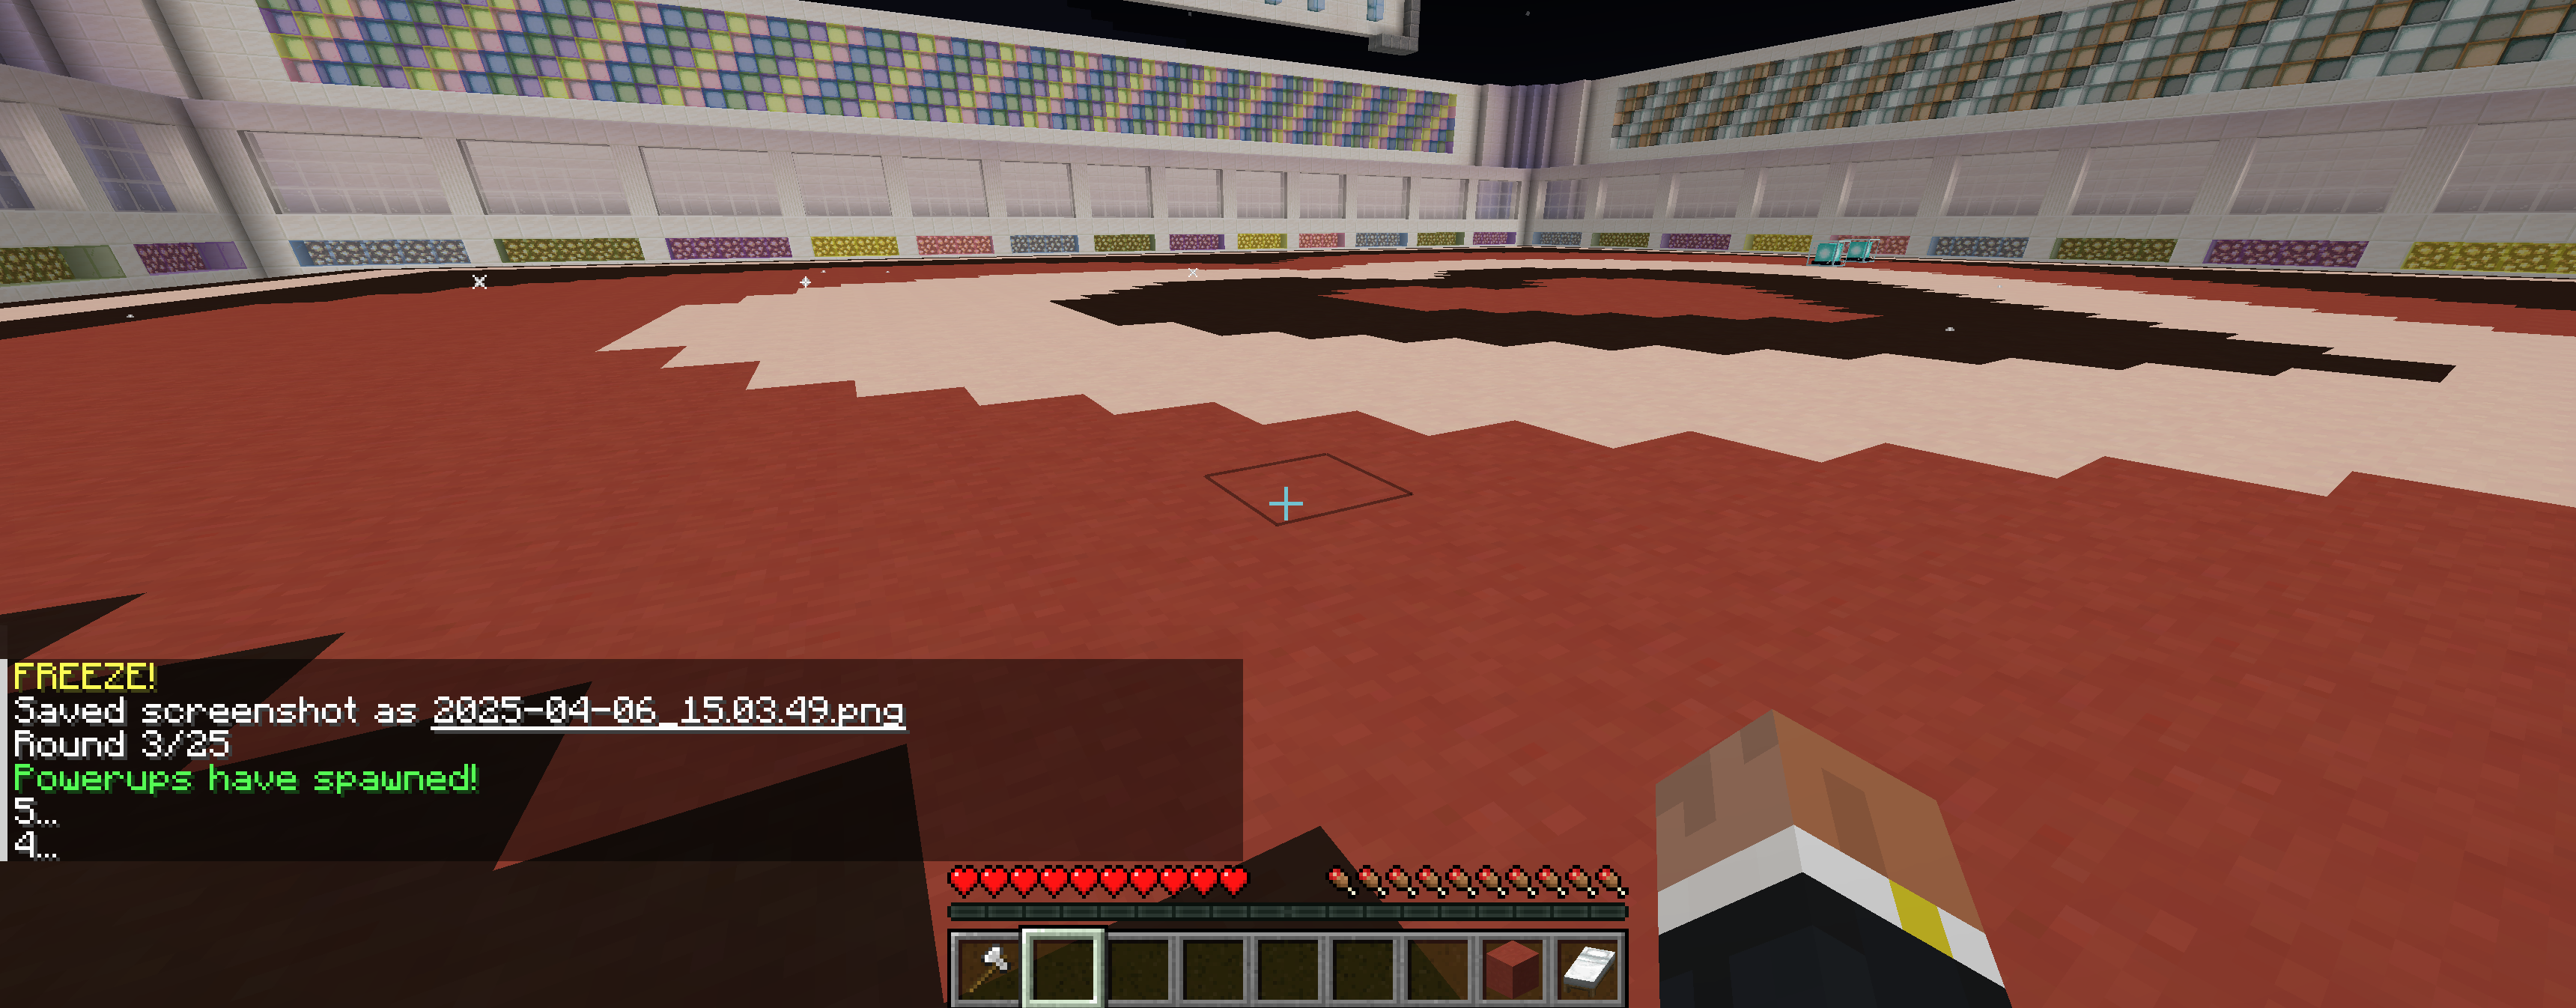 FREEZE!
Saved screenshot as 2025-04-06_15.03.49.png
Round 3/25
Powerups have spawned!
5...
4...